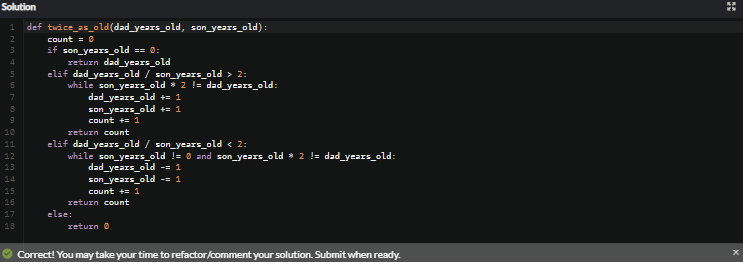 Solution
1 def twice_as_old(dad_years_old, son_years_old):
2     count = 0
3     if son_years_old == 0:
4         return dad_years_old
5     elif dad_years_old / son_years_old > 2:
6         while son_years_old * 2 != dad_years_old:
7             dad_years_old += 1
8             son_years_old += 1
9             count += 1
10         return count
11     elif dad_years_old / son_years_old < 2:
12         while son_years_old != 0 and son_years_old * 2 != dad_years_old:
13             dad_years_old -= 1
14             son_years_old -= 1
15             count += 1
16         return count
17     else:
18         return 0
Correct! You may take your time to refactor/comment your solution. Submit when ready.